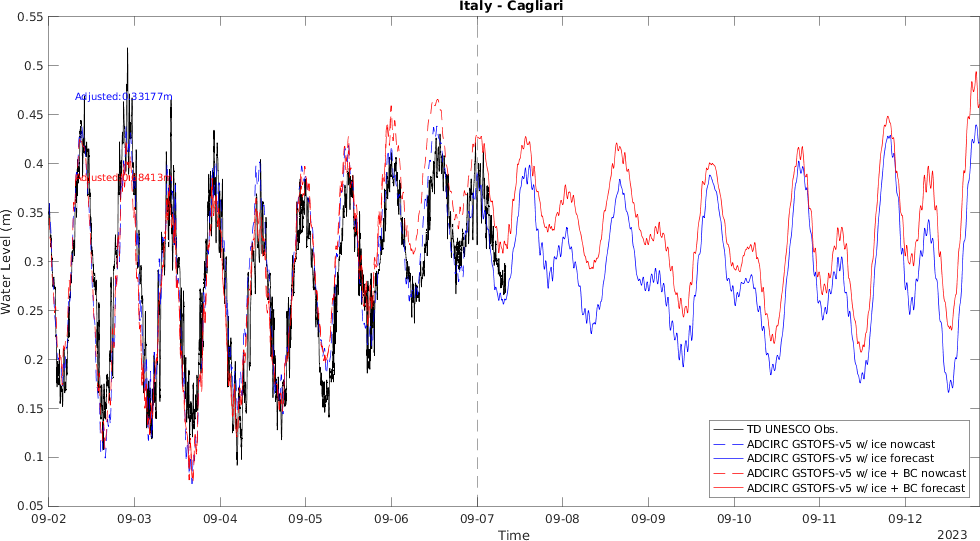 Italy - Cagliari
0.55
0.5
0.45
0.4
0.35
0.3
0.25
0.2
0.15
0.1
0.05
Water Level (m)
Adjusted:0.33177m
TD UNESCO Obs.
ADCIRC GSTOFS-v5 w/ ice nowcast
ADCIRC GSTOFS-v5 w/ ice forecast
ADCIRC GSTOFS-v5 w/ ice + BC nowcast
ADCIRC GSTOFS-v5 w/ ice + BC forecast
09-02 09-03 09-04 09-05 09-06 09-07 09-08 09-09 09-10 09-11 09-12
Time
2023